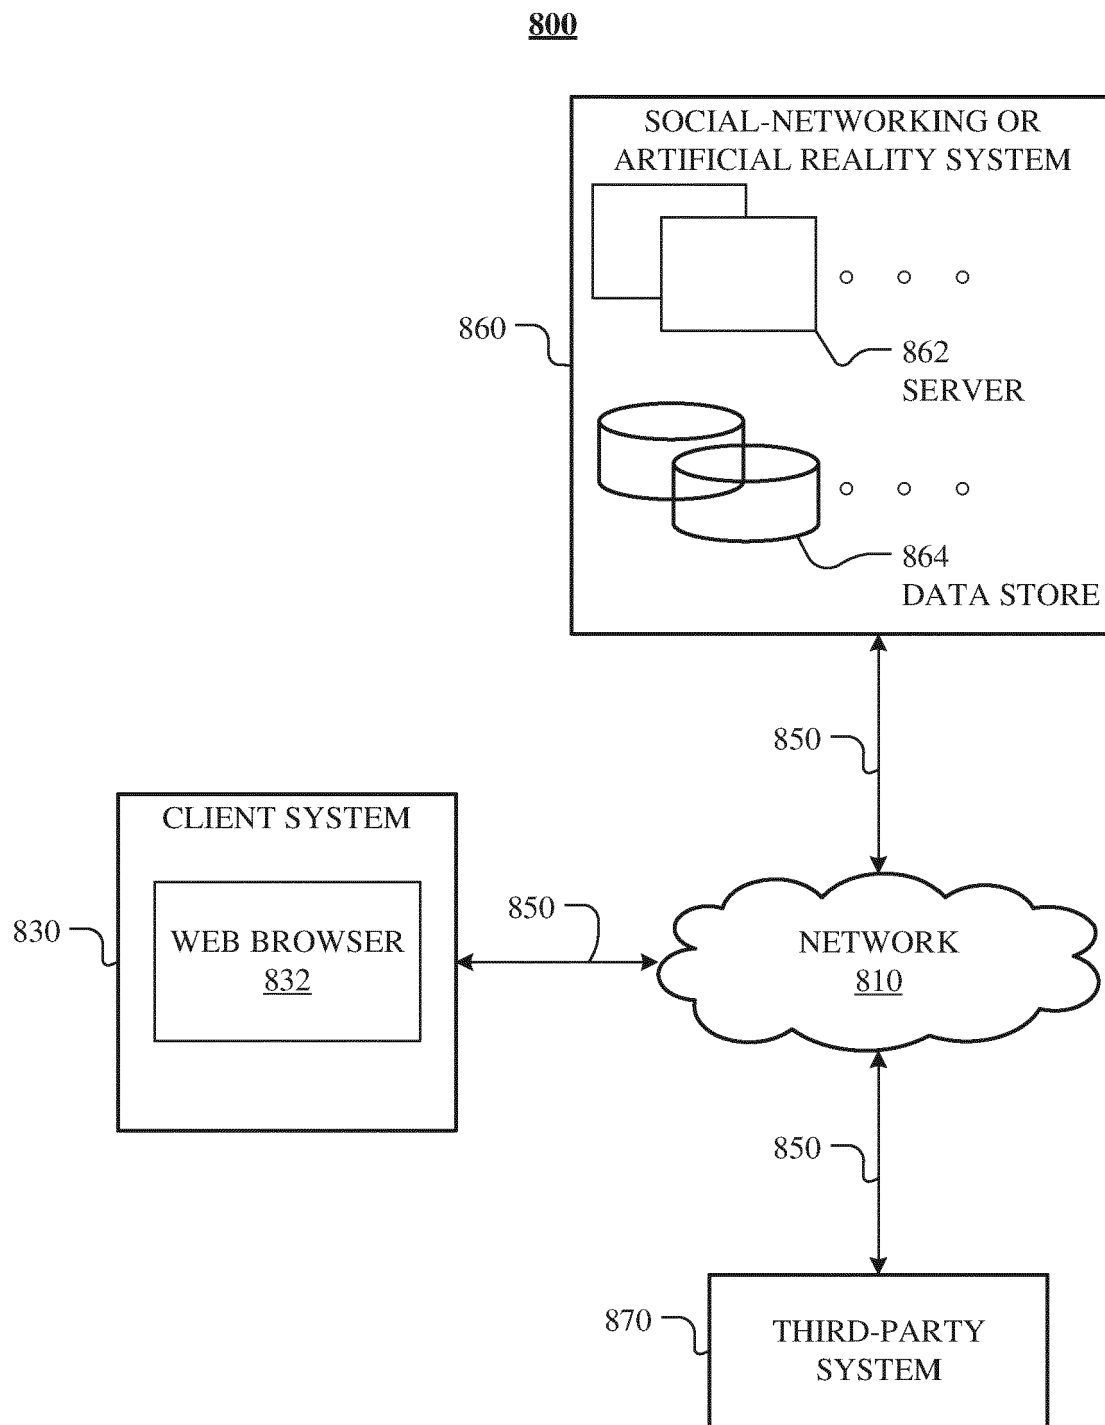 800
SOCIAL-NETWORKING OR
ARTIFICIAL REALITY SYSTEM
860
862
SERVER
864
DATA STORE
850
CLIENT SYSTEM
830
WEB BROWSER
832
850
NETWORK
810
850
870
THIRD-PARTY
SYSTEM